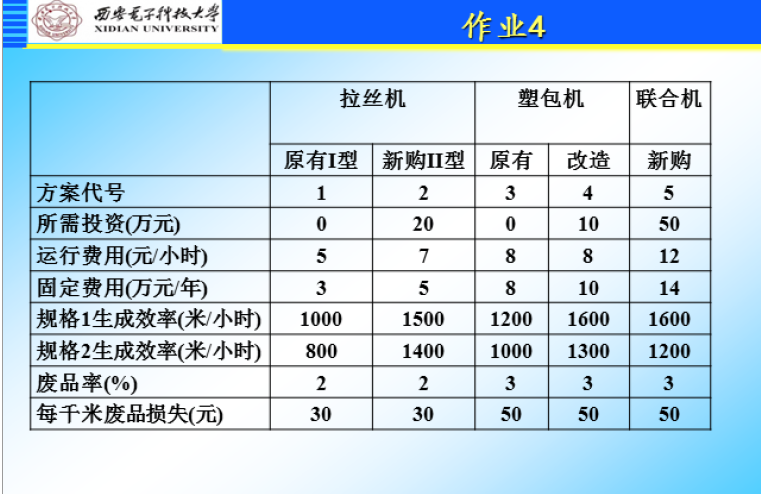 西安电子科技大学
XIDIAN UNIVERSITY
作业4
拉丝机 塑包机 联合机
原有I型 新购II型 原有 改造 新购
方案代号 1 2 3 4 5
所需投资(万元) 0 20 0 10 50
运行费用(元/小时) 5 7 8 8 12
固定费用(万元/年) 3 5 8 10 14
规格1生成效率(米/小时) 1000 1500 1200 1600 1600
规格2生成效率(米/小时) 800 1400 1000 1300 1200
废品率(%) 2 2 3 3 3
每千米废品损失(元) 30 30 50 50 50